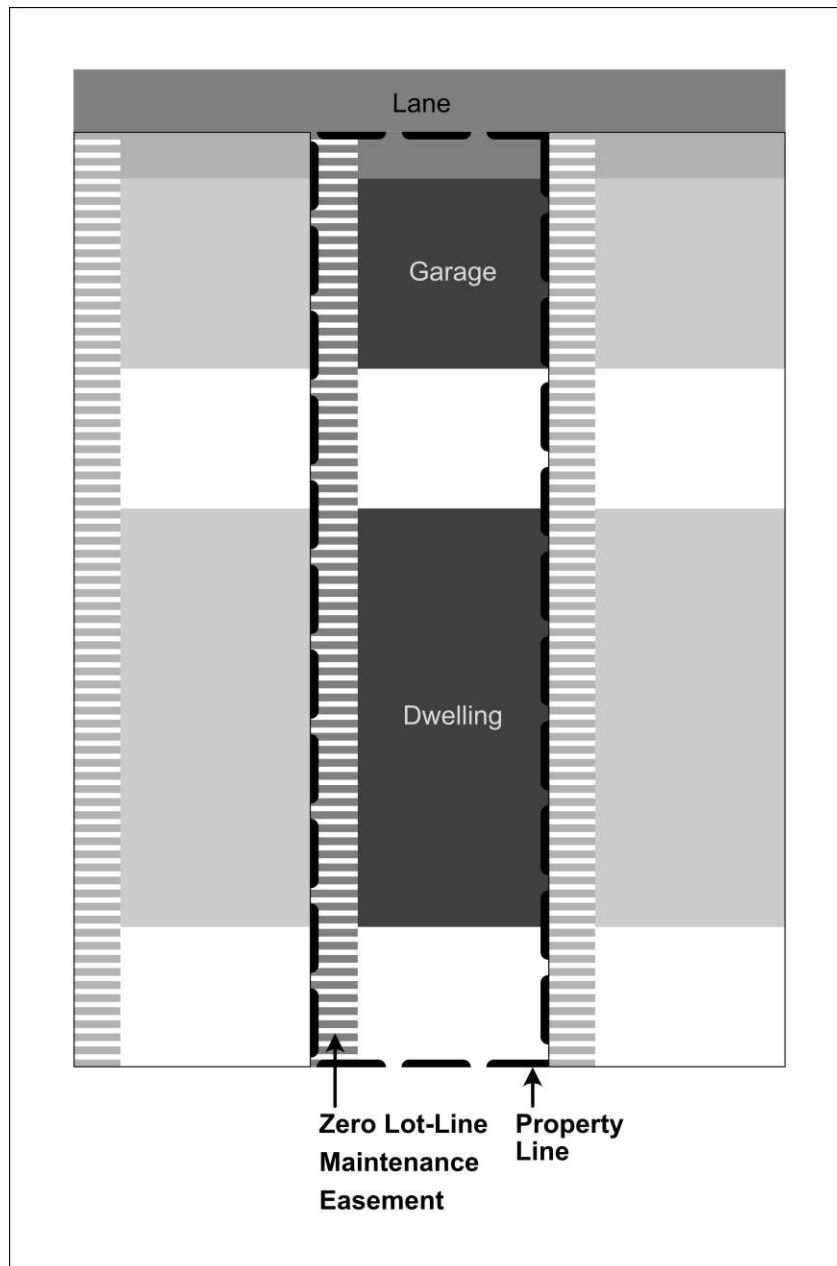 Lane
Garage
Dwelling
Zero Lot-Line
Maintenance
Easement
Property
Line